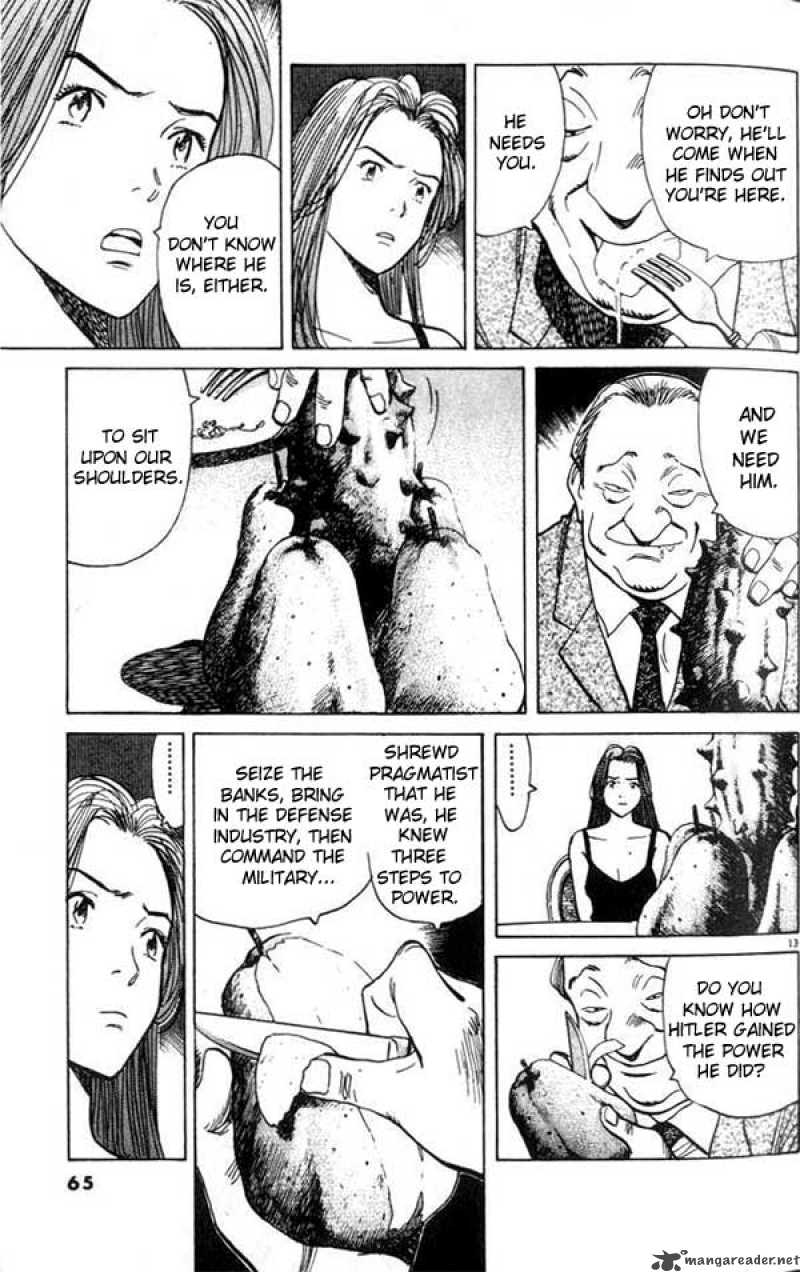 OH DON'T
WORRY, HE'LL
COME WHEN
HE FINDS OUT
YOU'RE HERE.
HE
NEEDS
YOU.
YOU
DON'T KNOW
WHERE HE
IS, EITHER.
AND
WE
NEED
HIM.
TO SIT
UPON OUR
SHOULDERS.
........
13
DO YOU
KNOW HOW
HITLER GAINED
THE POWER
HE DID?
SHREWD
PRAGMATIST
THAT HE
WAS, HE
KNEW
THREE
STEPS TO
POWER.
SEIZE THE
BANKS, BRING
IN THE DEFENSE
INDUSTRY, THEN
COMMAND THE
MILITARY...
........
65
mangareader.net